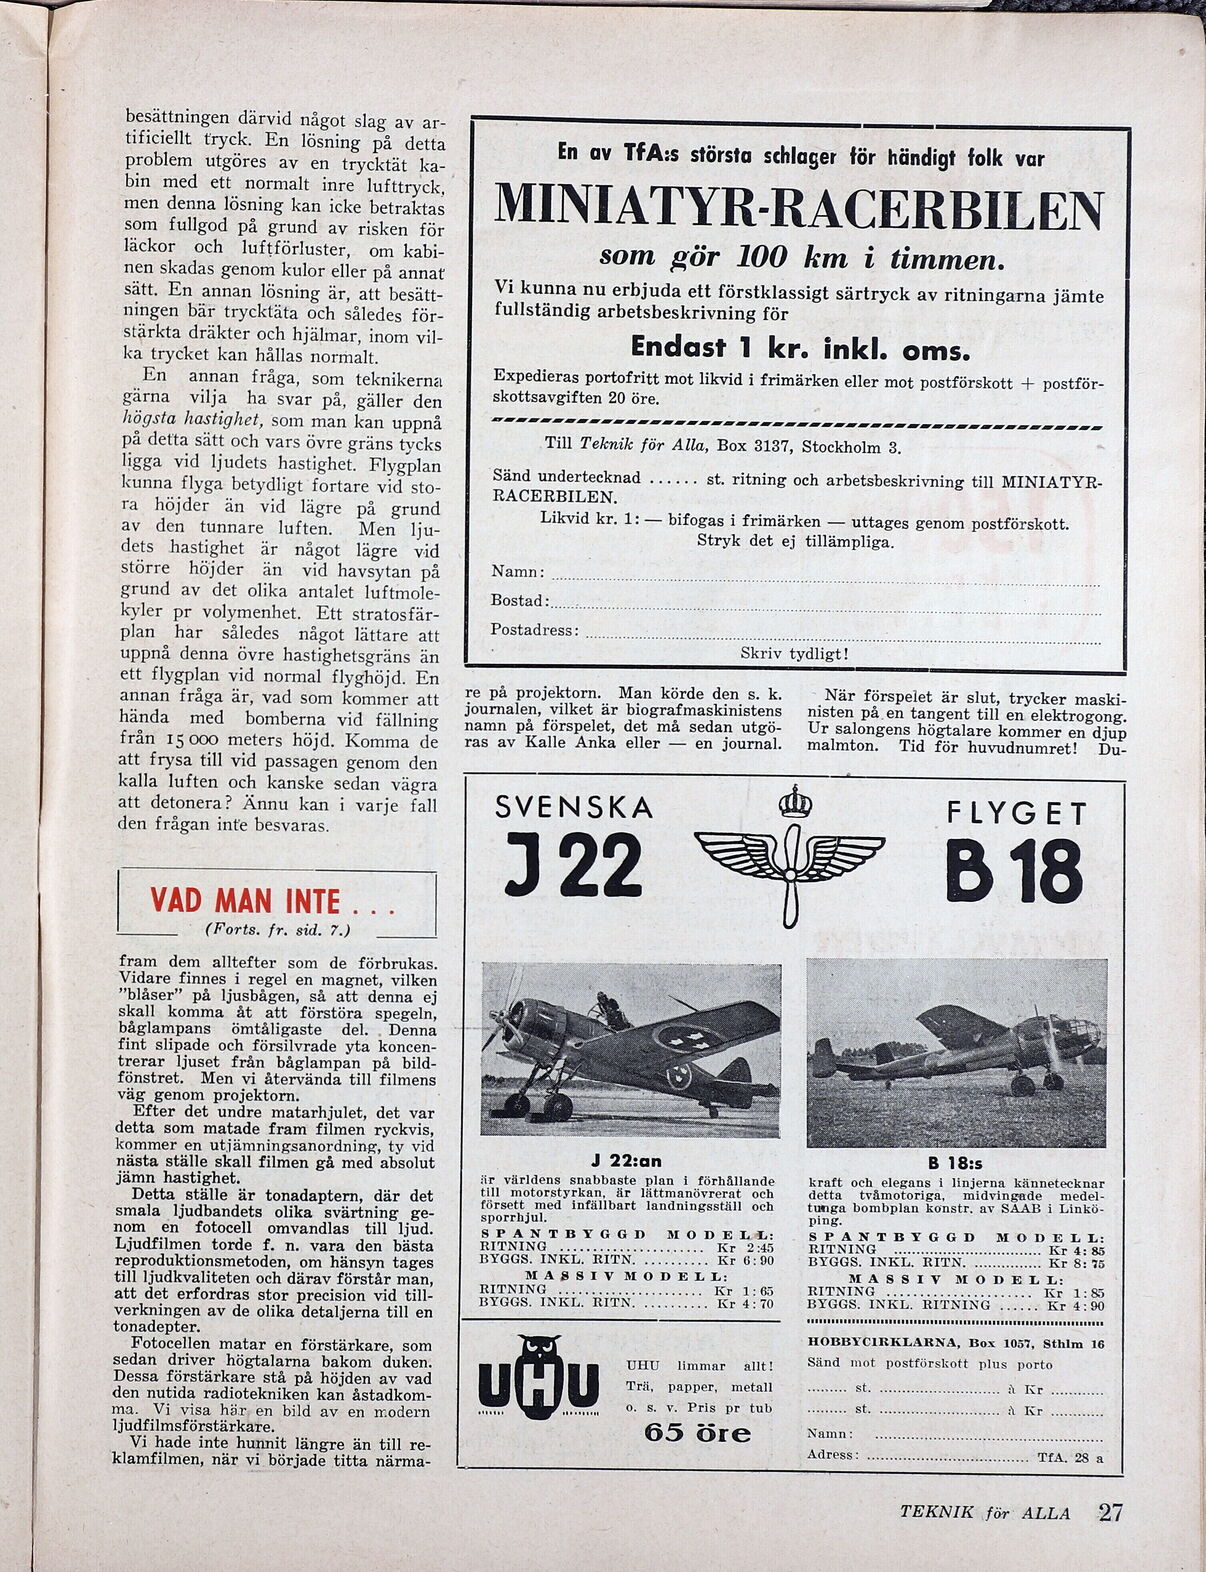 besättningen därvid något slag av ar-
tificiellt tryck. En lösning på detta
problem utgöres av en trycktät ka-
bin med ett normalt inre lufttryck,
men denna lösning kan icke betraktas
som fullgod på grund av risken för
läckor och luftförluster, om kabi-
nen skadas genom kulor eller på annat
sätt. En annan lösning är, att besätt-
ningen bär trycktäta och således för-
stärkta dräkter och hjälmar, inom vil-
ka trycket kan hållas normalt.
En annan fråga, som teknikerna
gärna vilja ha svar på, gäller den
högsta hastighet, som man kan uppnå
på detta sätt och vars övre gräns tycks
ligga vid ljudets hastighet. Flygplan
kunna flyga betydligt fortare vid sto-
ra höjder än vid lägre på grund
av den tunnare luften. Men lju-
dets hastighet är något lägre vid
större höjder än vid havsytan på
grund av det olika antalet luftmole-
kyler pr volymenhet. Ett stratosfär-
plan har således något lättare att
uppnå denna övre hastighetsgräns än
ett flygplan vid normal flyghöjd. En
annan fråga är, vad som kommer att
hända med bomberna vid fällning
från 15 000 meters höjd. Komma de
att frysa till vid passagen genom den
kalla luften och kanske sedan vägra
att detonera? Ännu kan i varje fall
den frågan inte besvaras.
VAD MAN INTE . . .
(Forts. fr. sid. 7.)
fram dem alltefter som de förbrukas.
Vidare finnes i regel en magnet, vilken
"blåser" på ljusbågen, så att denna ej
skall komma åt att förstöra spegeln,
båglampans ömtåligaste del. Denna
fint slipade och försilvrade yta koncen-
trerar ljuset från båglampan på bild-
fönstret. Men vi återvända till filmens
väg genom projektorn.
Efter det undre matarhjulet, det var
detta som matade fram filmen ryckvis,
kommer en utjämningsanordning, ty vid
nästa ställe skall filmen gå med absolut
jämn hastighet.
Detta ställe är tonadaptern, där det
smala ljudbandets olika svärtning ge-
nom en fotocell omvandlas till ljud.
Ljudfilmen torde f. n. vara den bästa
reproduktionsmetoden, om hänsyn tages
till ljudkvaliteten och därav förstår man,
att det erfordras stor precision vid till-
verkningen av de olika detaljerna till en
tonadepter.
Fotocellen matar en förstärkare, som
sedan driver högtalarna bakom duken.
Dessa förstärkare stå på höjden av vad
den nutida radiotekniken kan åstadkom-
ma. Vi visa här en bild av en modern
ljudfilmsförstärkare.
Vi hade inte hunnit längre än till re-
klamfilmen, när vi började titta närma-
En av TfA:s största schlager för händigt folk var
MINIATYR-RACERBILEN
som gör 100 km i timmen.
Vi kunna nu erbjuda ett förstklassigt särtryck av ritningarna jämte
fullständig arbetsbeskrivning för
Endast 1 kr. inkl. oms.
Expedieras portofritt mot likvid i frimärken eller mot postförskott + postför-
skottsavgiften 20 öre.
Till Teknik för Alla, Box 3137, Stockholm 3.
Sänd undertecknad ...... st. ritning och arbetsbeskrivning till MINIATYR-
RACERBILEN.
Likvid kr. 1: — bifogas i frimärken — uttages genom postförskott.
Stryk det ej tillämpliga.
Namn:
Bostad:
Postadress:
Skriv tydligt!
re på projektorn. Man körde den s. k.
journalen, vilket är biografmaskinistens
namn på förspelet, det må sedan utgö-
ras av Kalle Anka eller — en journal.
När förspelet är slut, trycker maski-
nisten på en tangent till en elektrogong.
Ur salongens högtalare kommer en djup
malmton. Tid för huvudnumret! Du-
SVENSKA FLYGET
J 22 B 18
J 22:an
är världens snabbaste plan i förhållande
till motorstyrkan, är lättmanövrerat och
försett med infällbart landningsställ och
sporrhjul.
SPANTBYGGD MODELL:
RITNING ...................... Kr 2:45
BYGGS. INKL. RITN. .......... Kr 6:90
MASSIVMODELL:
RITNING ...................... Kr 1:65
BYGGS. INKL. RITN. .......... Kr 4:70
B 18:s
kraft och elegans i linjerna kännetecknar
detta tvåmotoriga, midvingade medel-
tunga bombplan konstr. av SAAB i Linkö-
ping.
SPANTBYGGD MODELL:
RITNING ...................... Kr 4:85
BYGGS. INKL. RITN. .......... Kr 8:75
MASSIV MODELL:
RITNING ...................... Kr 1:85
BYGGS. INKL. RITNING ...... Kr 4:90
UHU
UHU limmar allt!
Trä, papper, metall
o. s. v. Pris pr tub
65 öre
HOBBYCIRKLARNA, Box 1057, Sthlm 16
Sänd mot postförskott plus porto
......... st. ........................... à Kr ............
......... st. ........................... à Kr ............
Namn:
Adress: ................................... TfA. 28 a
TEKNIK för ALLA 27